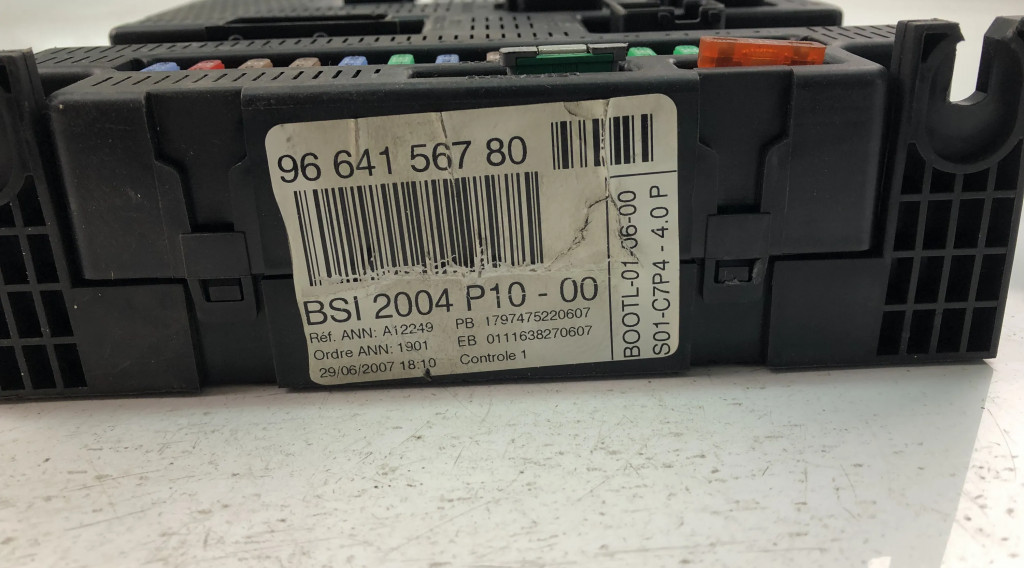 96 641 567 80
BSI 2004 P10 - 00
Réf. ANN: A12249 PB 1797475220607
Ordre ANN: 1901 EB 0111638270607
29/06/2007 18:10 Controle 1
BOOTL-01-06-00
S01-C7P4 - 4.0 P